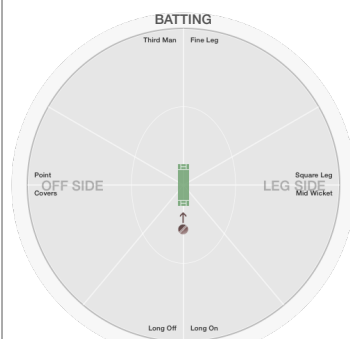 BATTING
Third Man Fine Leg
Point Square Leg
OFF SIDE LEG SIDE
Covers Mid Wicket
Long Off Long On